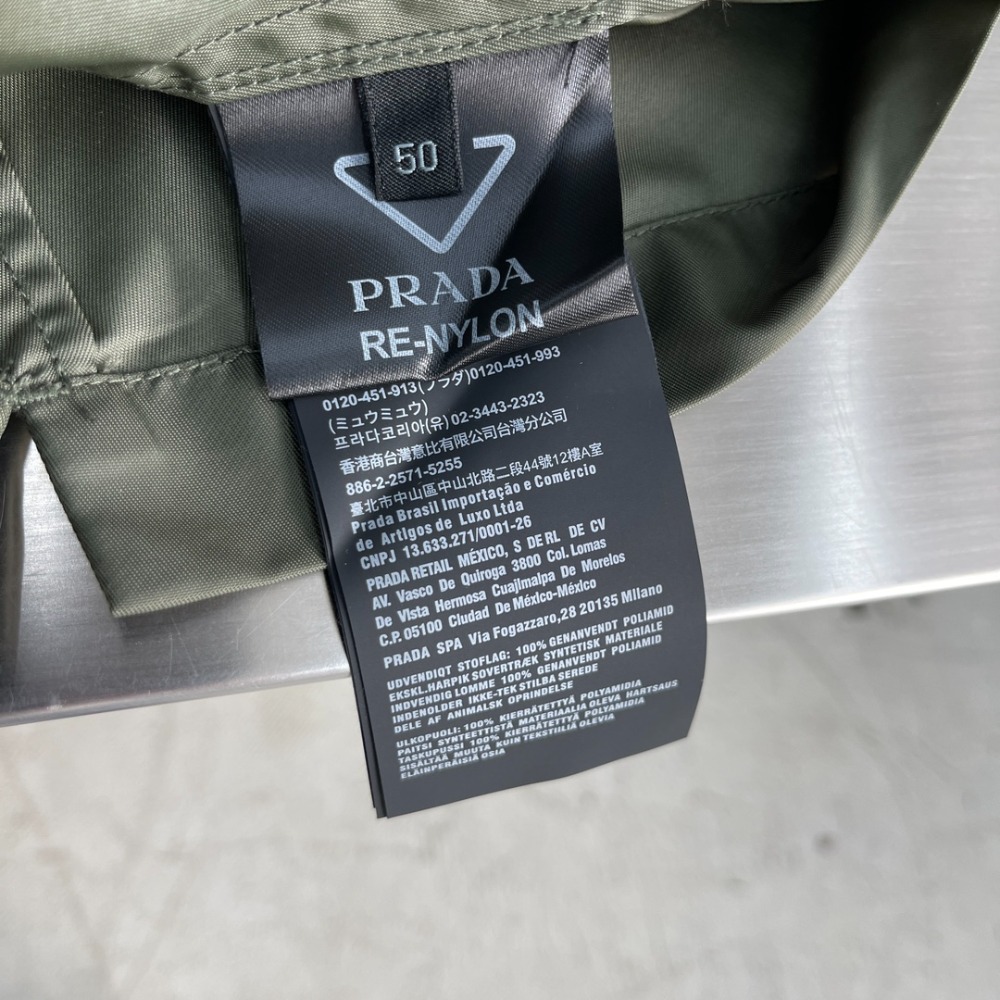 50
PRADA
RE-NYLON
0120-451-913(プラダ)0120-451-993
(ミュウミュウ)
프라다코리아(유) 02-3443-2323
香港商台灣意比有限公司台灣分公司
886-2-2571-5255
臺北市中山區中山北路二段44號12樓A室
Prada Brasil Importação e Comércio
de Artigos de Luxo Ltda
CNPJ 13.633.271/0001-26
PRADA RETAIL MÉXICO, S DE RL DE CV
AV. Vasco De Quiroga 3800 Col. Lomas
De Vista Hermosa Cuajimalpa De Morelos
C.P. 05100 Ciudad De México-México
PRADA SPA Via Fogazzaro,28 20135 Milano
UDVENDIGT STOFLAG: 100% GENANVENDT POLIAMID
EKSKL.HARPIKSOVERTRÆK SYNTETISK MATERIALE
INDVENDIG LOMME 100% GENANVENDT POLIAMID
INDENHOLDER IKKE-TEKSTILBASEREDE
DELE AF ANIMALSK OPRINDELSE
ULKOPUOLI: 100% KIERRÄTETTYÄ POLYAMIDIA
PAITSI SYNTEETTISTÄ MATERIAALIA OLEVA HARTSAUS
TASKUPUSSI 100% KIERRÄTETTYÄ POLYAMIDIA
SISÄLTÄÄ MUUTA KUIN TEKSTIILIÄ OLEVIA
ELÄINPERÄISIÄ OSIA